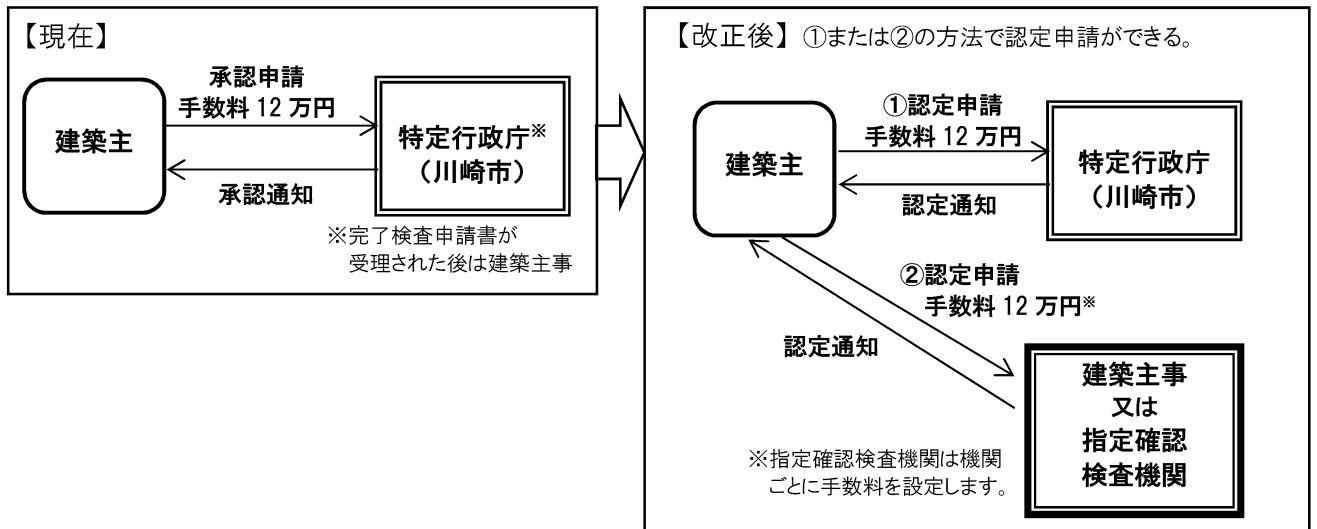 【現在】
承認申請
手数料 12 万円
建築主
特定行政庁※
（川崎市）
承認通知
※完了検査申請書が
受理された後は建築主事
【改正後】①または②の方法で認定申請ができる。
①認定申請
手数料 12 万円
建築主
特定行政庁
（川崎市）
認定通知
②認定申請
手数料 12 万円※
認定通知
建築主事
又は
指定確認
検査機関
※指定確認検査機関は機関
ごとに手数料を設定します。